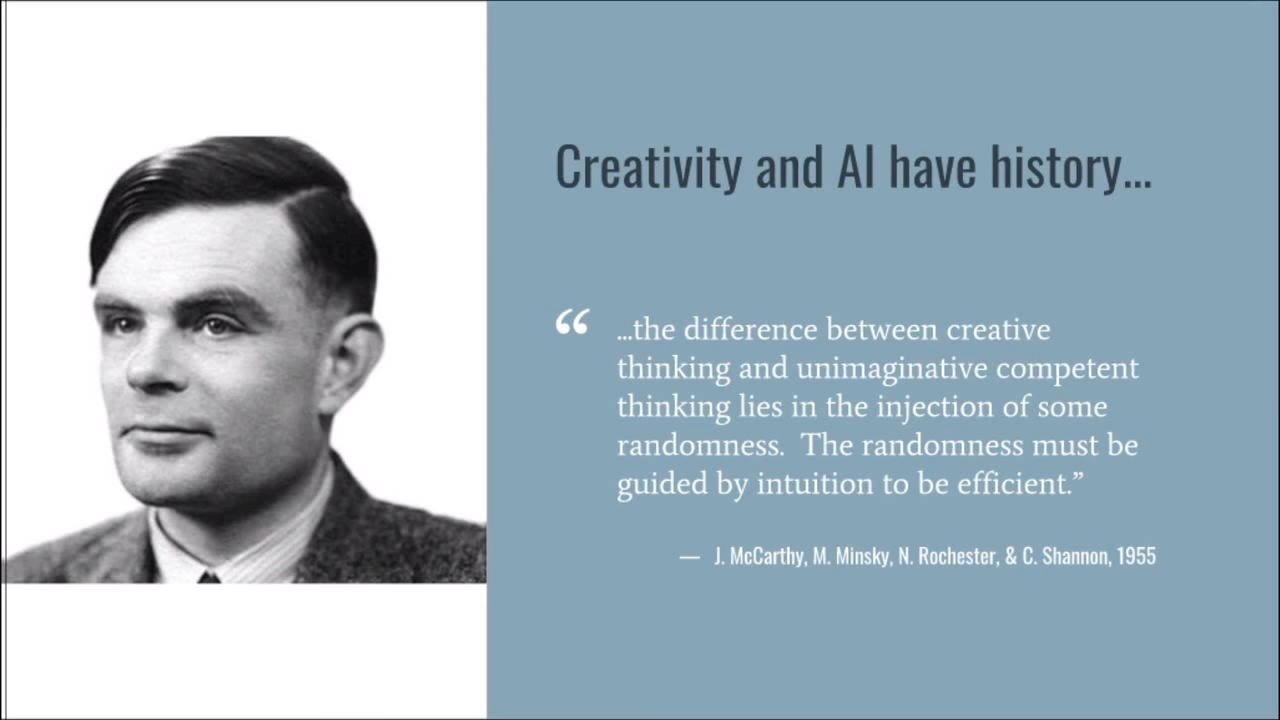 Creativity and AI have history...
“ ...the difference between creative
thinking and unimaginative competent
thinking lies in the injection of some
randomness.  The randomness must be
guided by intuition to be efficient.”
— J. McCarthy, M. Minsky, N. Rochester, & C. Shannon, 1955